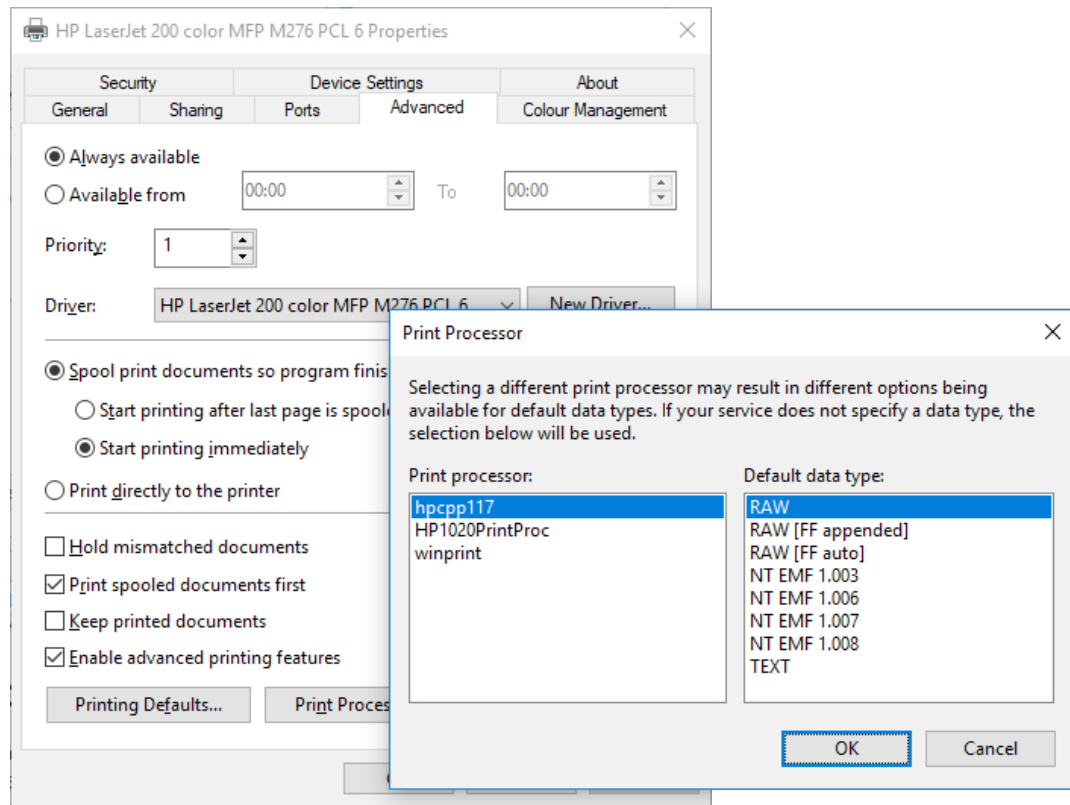 HP LaserJet 200 color MFP M276 PCL 6 Properties
Security Device Settings About
General Sharing Ports Advanced Colour Management
Always available
Available from 00:00 To 00:00
Priority: 1
Driver: HP LaserJet 200 color MFP M276 PCL 6 New Driver...
Spool print documents so program finis
Start printing after last page is spoole
Start printing immediately
Print directly to the printer
Hold mismatched documents
Print spooled documents first
Keep printed documents
Enable advanced printing features
Printing Defaults... Print Proces
Print Processor
Selecting a different print processor may result in different options being
available for default data types. If your service does not specify a data type, the
selection below will be used.
Print processor: Default data type:
hpcpp117
HP1020PrintProc
winprint
RAW
RAW [FF appended]
RAW [FF auto]
NT EMF 1.003
NT EMF 1.006
NT EMF 1.007
NT EMF 1.008
TEXT
OK Cancel